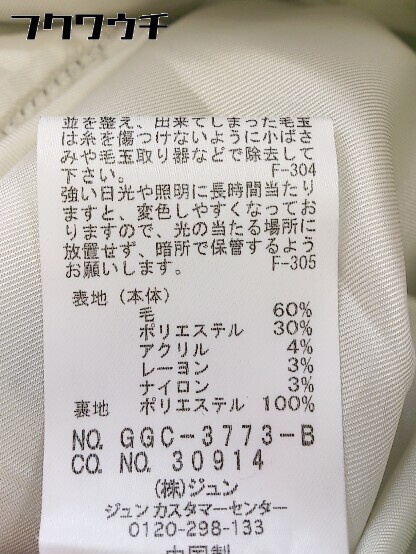 フクワウチ
並を整え、出来てしまった毛玉
は糸を傷つけないように小ばさ
みや毛玉取り器などで除去して
下さい。 F-304
強い日光や照明に長時間当たり
ますと、変色しやすくなってお
りますので、光の当たる場所に
放置せず、暗所で保管するよう
お願いします。 F-305
表地（本体）
毛 60%
ポリエステル 30%
アクリル 4%
レーヨン 3%
ナイロン 3%
裏地 ポリエステル 100%
NO. GGC-3773-B
CO. NO. 30914
(株)ジュン
ジュン カスタマーセンター
0120-298-133
中国製